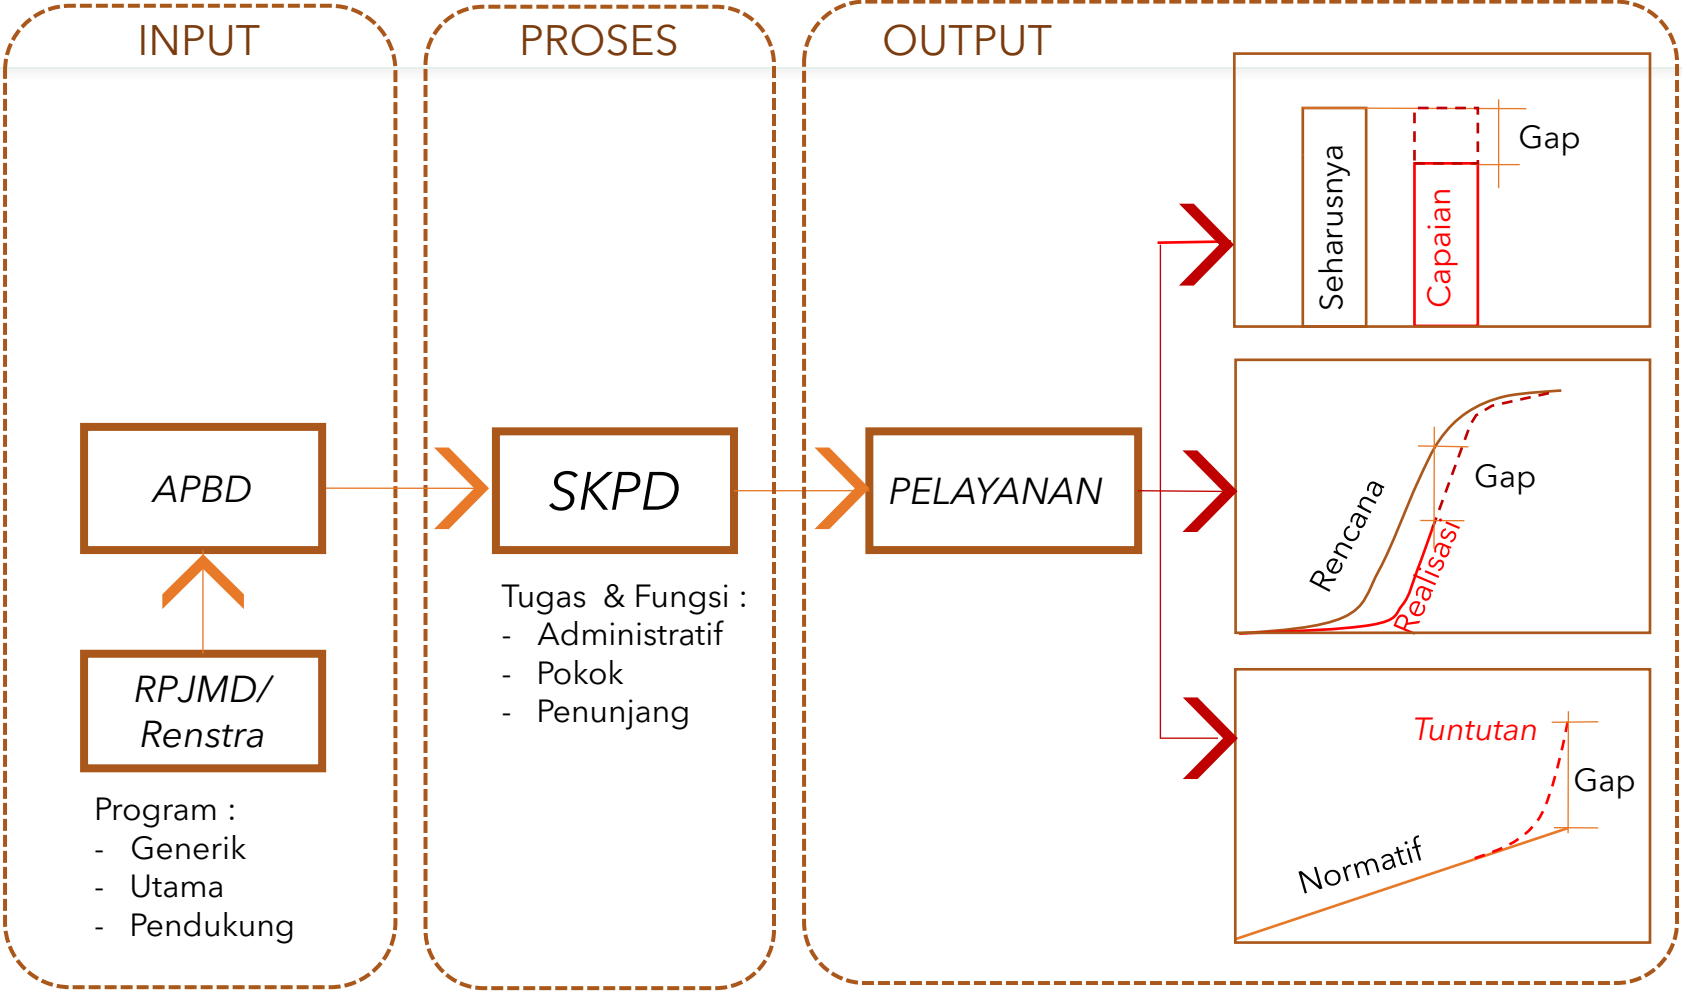 INPUT
APBD
RPJMD/
Renstra
Program :
- Generik
- Utama
- Pendukung
PROSES
SKPD
Tugas & Fungsi :
- Administratif
- Pokok
- Penunjang
OUTPUT
PELAYANAN
Seharusnya
Capaian
Gap
Rencana
Realisasi
Gap
Normatif
Tuntutan
Gap